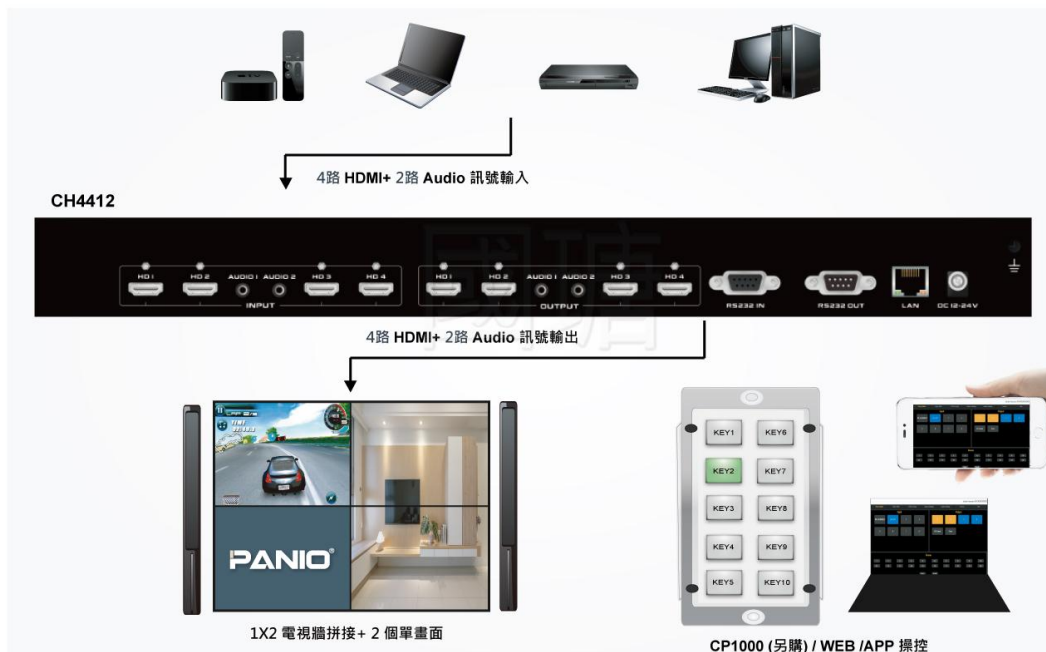 4路 HDMI+ 2路 Audio 訊號輸入
CH4412
國瑭
HD 1 HD 2 AUDIO 1 AUDIO 2 HD 3 HD 4
INPUT
HD 1 HD 2 AUDIO 1 AUDIO 2 HD 3 HD 4
OUTPUT
RS232 IN RS232 OUT LAN DC 12-24V
4路 HDMI+ 2路 Audio 訊號輸出
PANIO®
1X2 電視牆拼接+ 2 個單畫面
KEY1 KEY6
KEY2 KEY7
KEY3 KEY8
KEY4 KEY9
KEY5 KEY10
CP1000 (另購) / WEB /APP 操控